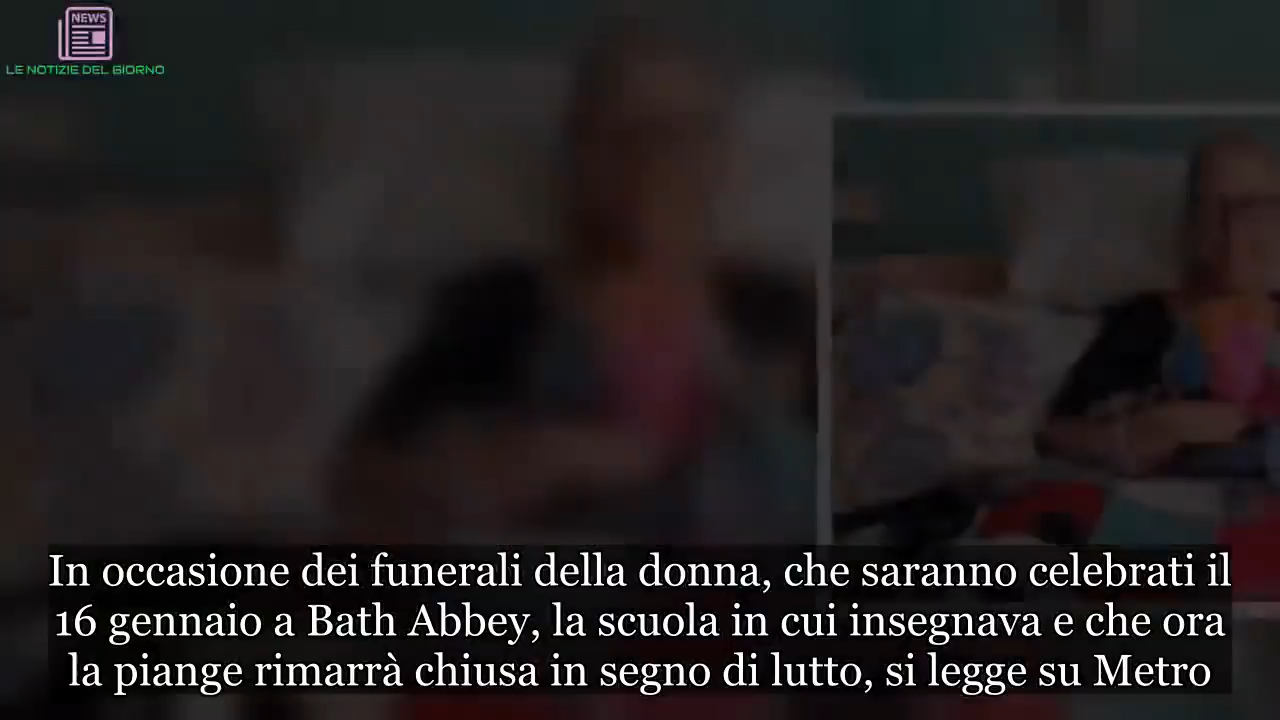 NEWS
LE NOTIZIE DEL GIORNO
In occasione dei funerali della donna, che saranno celebrati il
16 gennaio a Bath Abbey, la scuola in cui insegnava e che ora
la piange rimarrà chiusa in segno di lutto, si legge su Metro